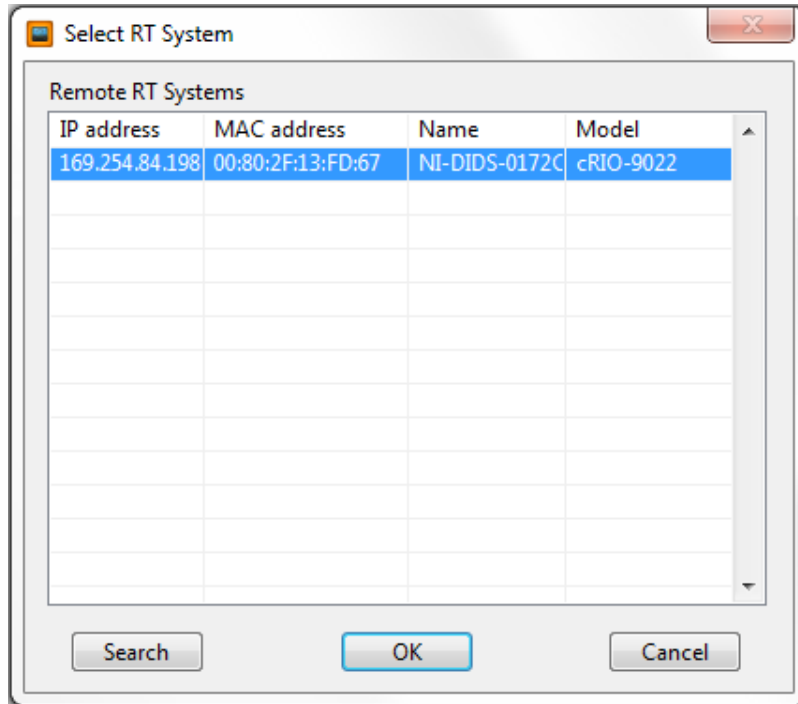 Select RT System
Remote RT Systems
IP address MAC address Name Model
169.254.84.198 00:80:2F:13:FD:67 NI-DIDS-0172C cRIO-9022
Search OK Cancel